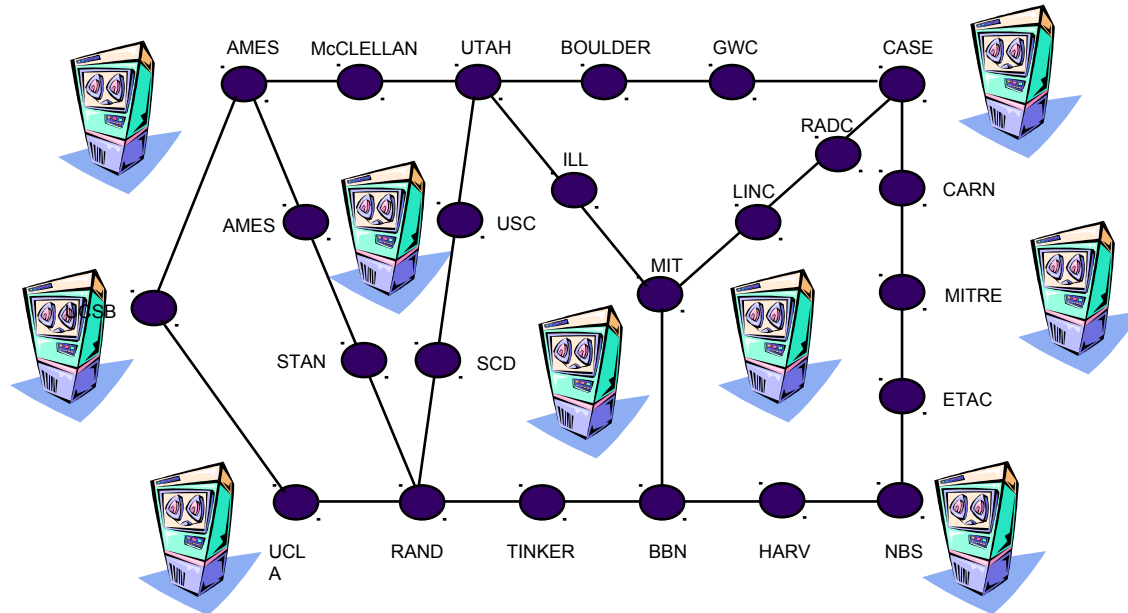 AMES McCLELLAN UTAH BOULDER GWC CASE
RADC
ILL
LINC CARN
AMES USC
MIT
MITRE
UCSB
STAN SCD
ETAC
UCL
A
RAND TINKER BBN HARV NBS